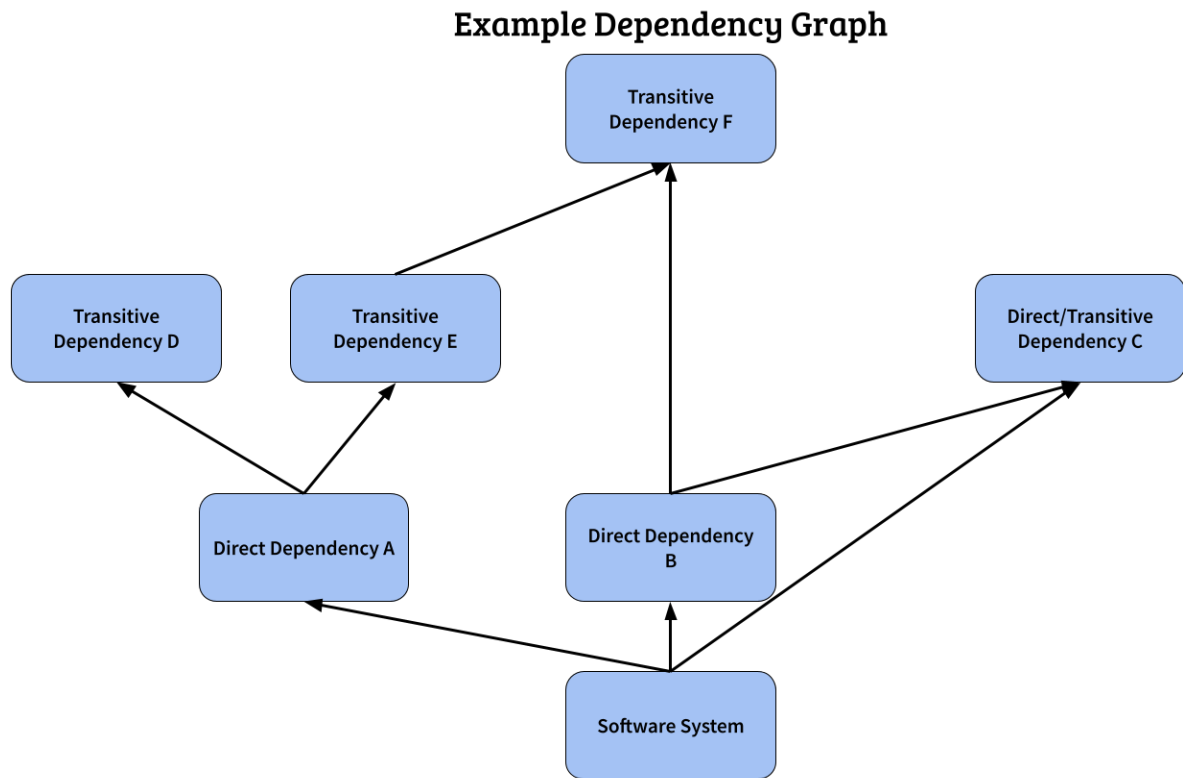 Example Dependency Graph
Transitive
Dependency F
Transitive
Dependency D
Transitive
Dependency E
Direct/Transitive
Dependency C
Direct Dependency A
Direct Dependency
B
Software System